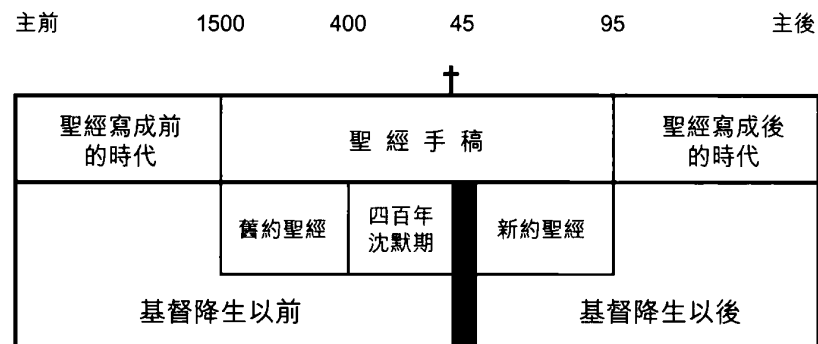 主前 1500 400 45 95 主後
聖經寫成前
的時代
聖經手稿
聖經寫成後
的時代
舊約聖經
四百年
沈默期
新約聖經
基督降生以前
基督降生以後